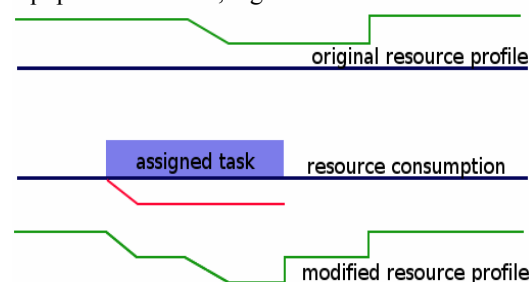 original resource profile
assigned task
resource consumption
modified resource profile